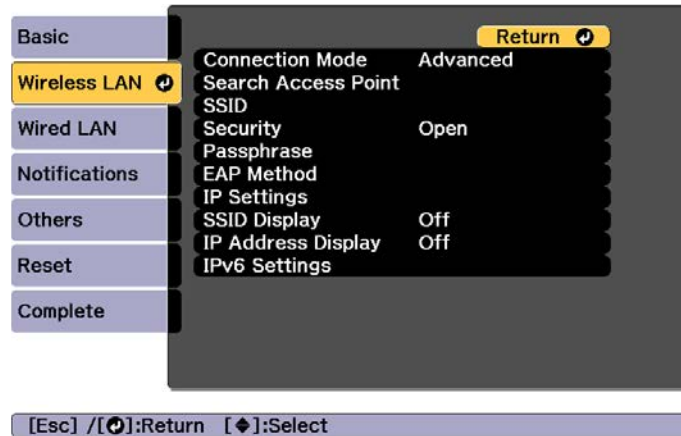 Basic
Wireless LAN
Wired LAN
Notifications
Others
Reset
Complete
Return
Connection Mode Advanced
Search Access Point
SSID
Security Open
Passphrase
EAP Method
IP Settings
SSID Display Off
IP Address Display Off
IPv6 Settings
[Esc] /[⏎]:Return [◆]:Select